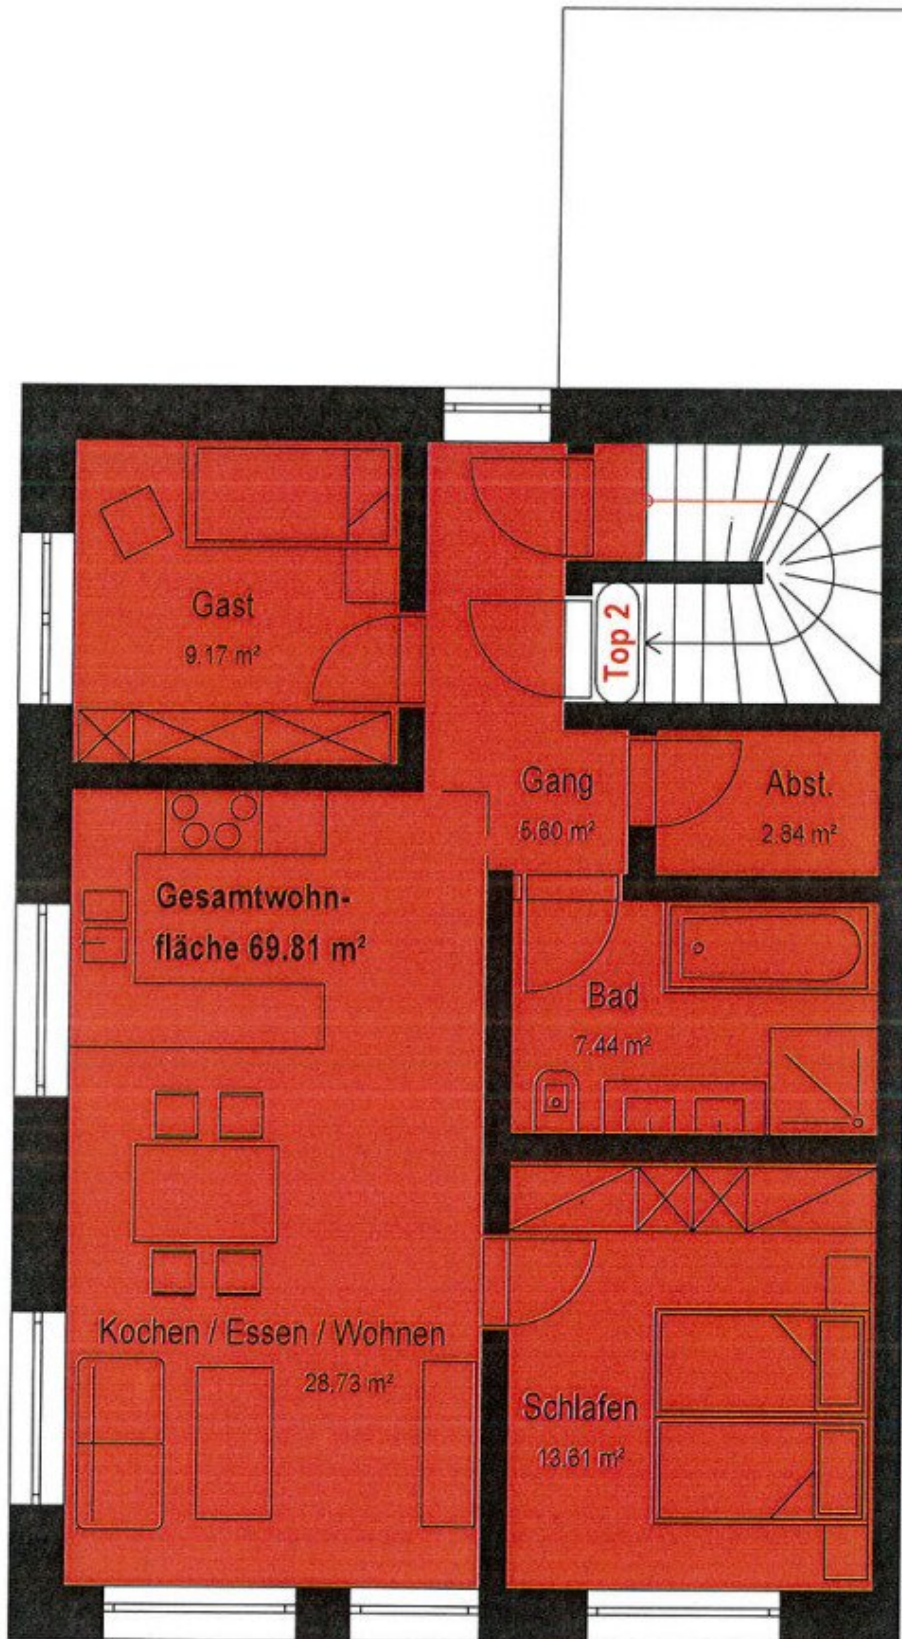 Gast
9.17 m²
Top 2
Gang
5.60 m²
Abst.
2.84 m²
Gesamtwohn-
fläche 69.81 m²
Bad
7.44 m²
Kochen / Essen / Wohnen
28.73 m²
Schlafen
13.61 m²